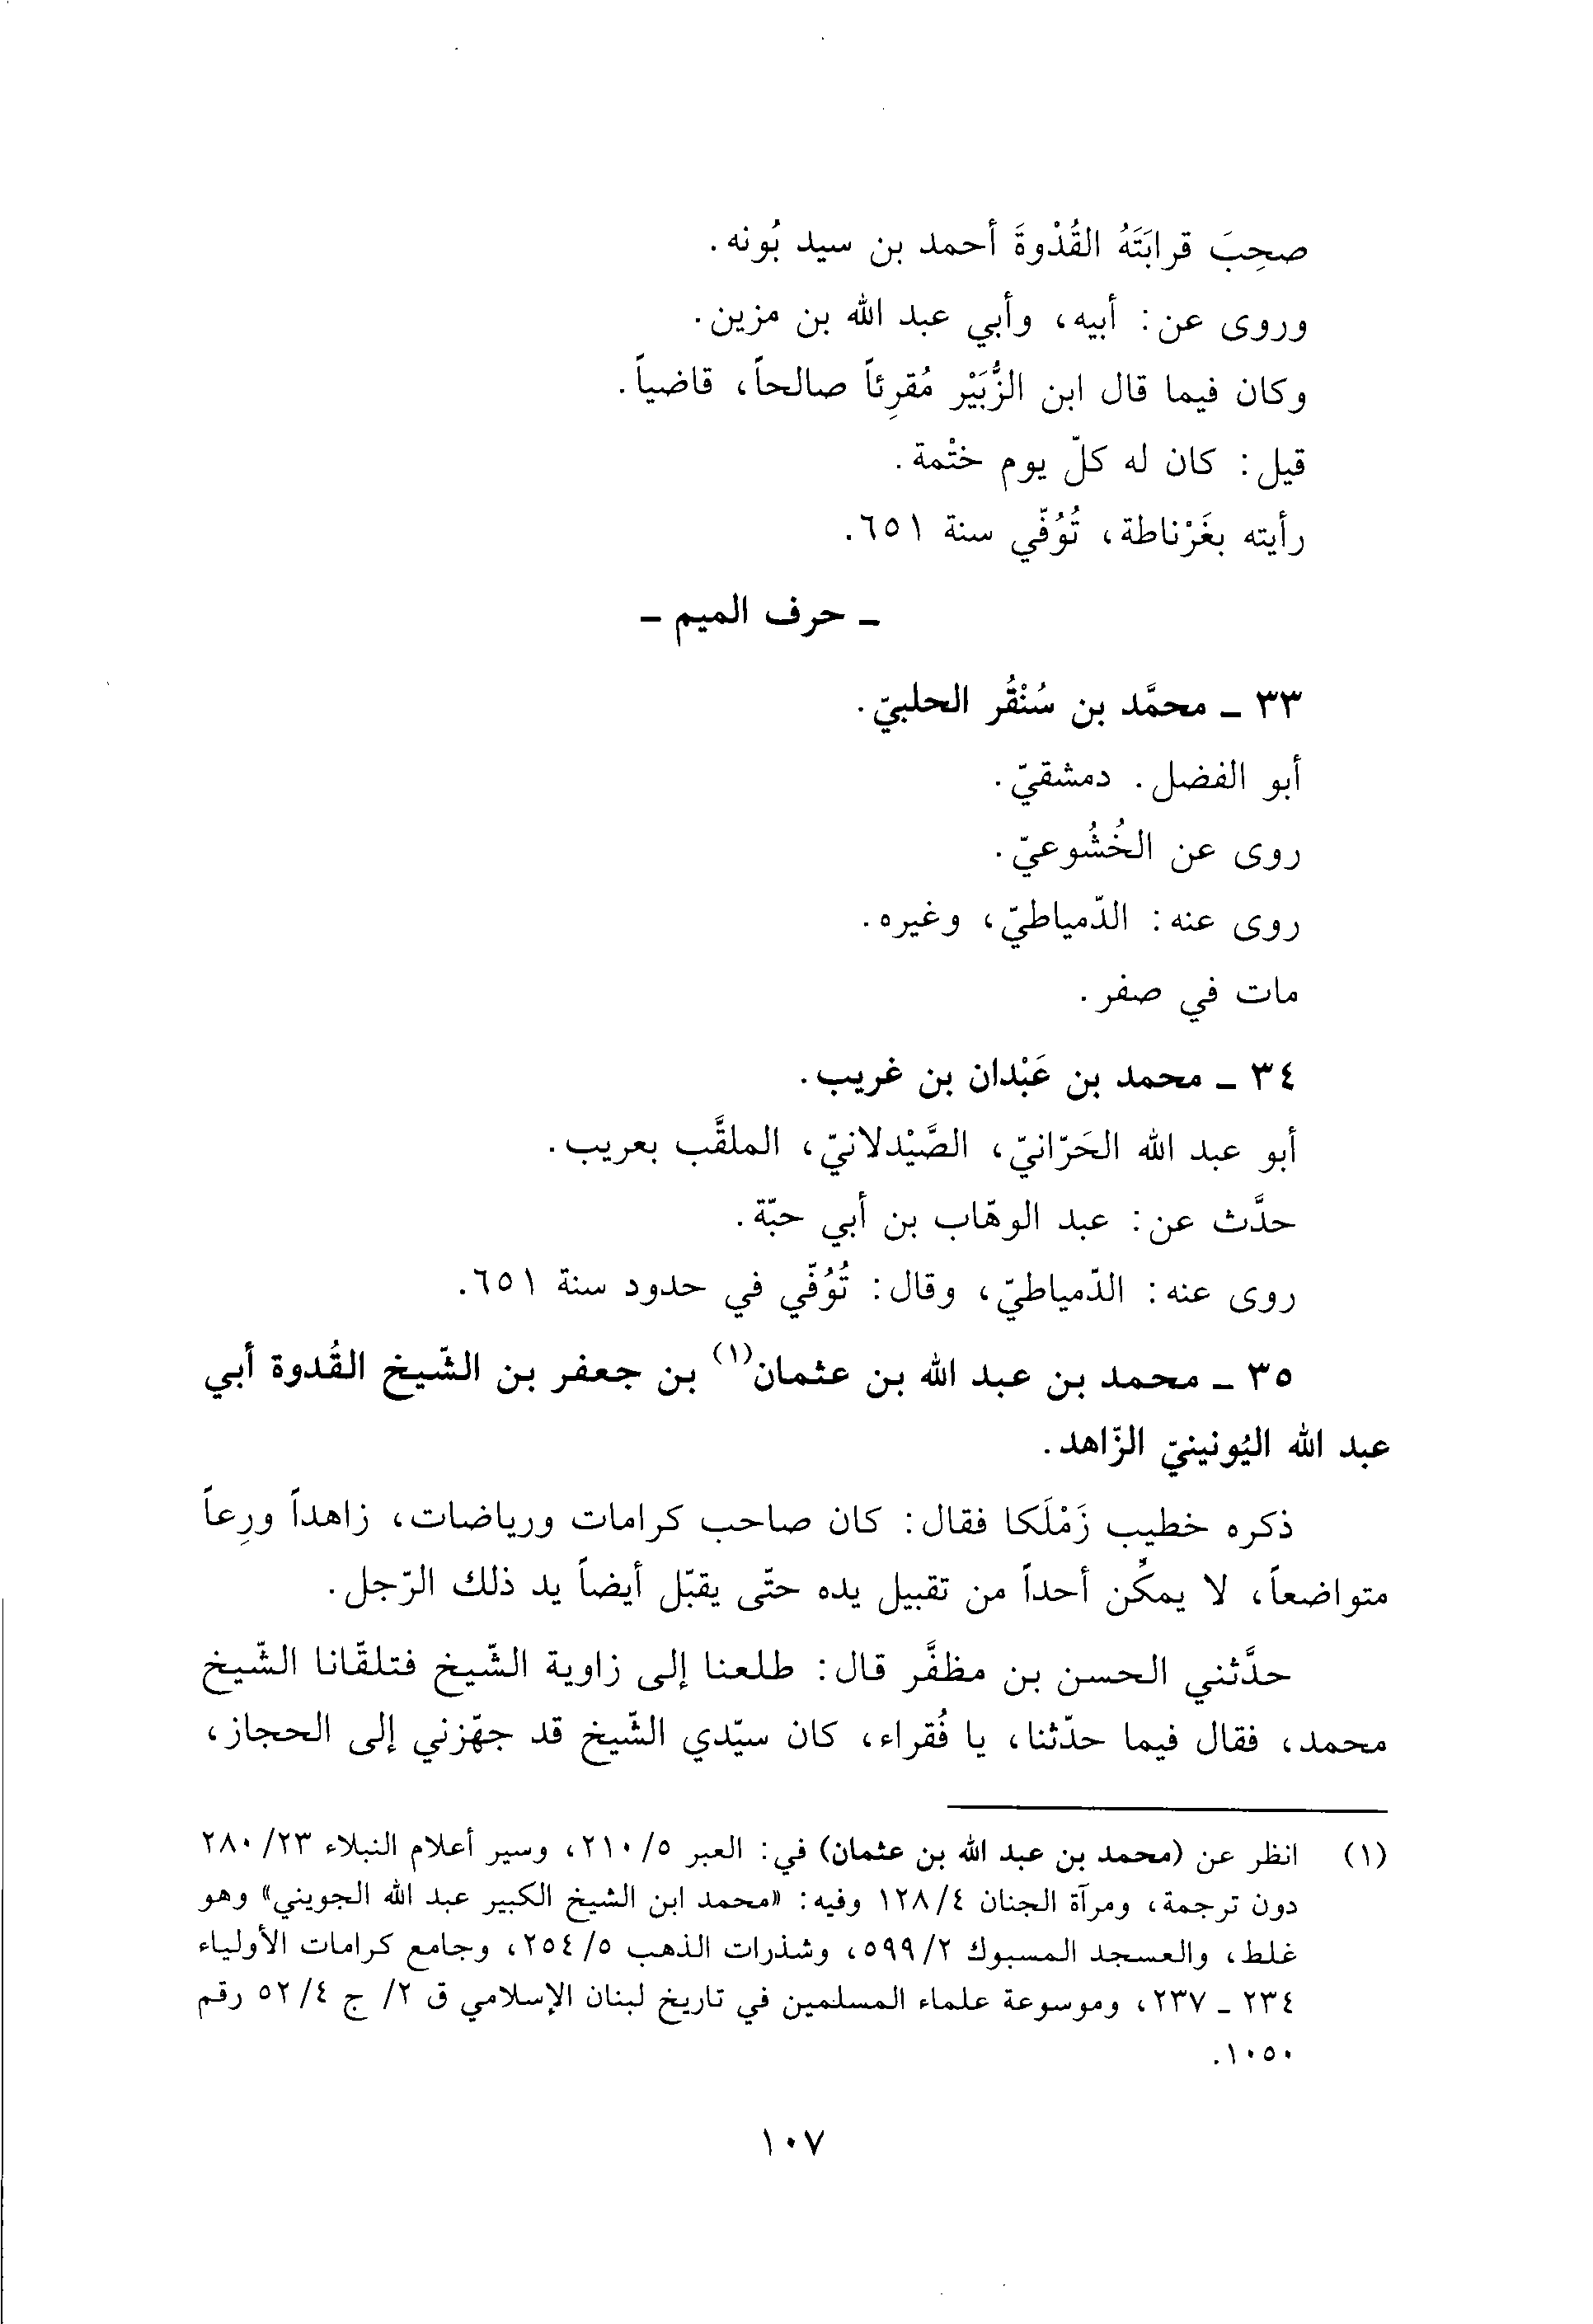 صحِبَ قرابَتَهُ القُدْوةَ أحمد بن سيد بُونه.
وروى عن: أبيه، وأبي عبد الله بن مزين.
وكان فيما قال ابن الزُّبَيْر مُقرِئاً صالحاً، قاضياً.
قيل: كان له كلّ يوم ختْمة.
رأيته بغَرْناطة، تُوُفّي سنة ٦٥١.
ـ حرف الميم ـ
٣٣ ـ محمَّد بن سُنْقُر الحلبيّ.
أبو الفضل. دمشقيّ.
روى عن الخُشُوعيّ.
روى عنه: الدّمياطيّ، وغيره.
مات في صفر.
٣٤ ـ محمد بن عَبْدان بن غريب.
أبو عبد الله الحَرّانيّ، الصَّيْدلانيّ، الملقَّب بعريب.
حدَّث عن: عبد الوهّاب بن أبي حبّة.
روى عنه: الدّمياطيّ، وقال: تُوُفّي في حدود سنة ٦٥١.
٣٥ ـ محمد بن عبد الله بن عثمان(١) بن جعفر بن الشّيخ القُدوة أبي
عبد الله اليُونينيّ الزّاهد.
ذكره خطيب زَمْلَكا فقال: كان صاحب كرامات ورياضات، زاهداً ورِعاً
متواضعاً، لا يمكّن أحداً من تقبيل يده حتّى يقبّل أيضاً يد ذلك الرّجل.
حدَّثني الحسن بن مظفَّر قال: طلعنا إلى زاوية الشّيخ فتلقّانا الشّيخ
محمد، فقال فيما حدّثنا، يا فُقراء، كان سيّدي الشّيخ قد جهّزني إلى الحجاز،
(١) انظر عن (محمد بن عبد الله بن عثمان) في: العبر ٢١٠/٥، وسير أعلام النبلاء ٢٨٠/٢٣
دون ترجمة، ومرآة الجنان ١٢٨/٤ وفيه: «محمد ابن الشيخ الكبير عبد الله الجويني» وهو
غلط، والعسجد المسبوك ٥٩٩/٢، وشذرات الذهب ٢٥٤/٥، وجامع كرامات الأولياء
٢٣٤ ـ ٢٣٧، وموسوعة علماء المسلمين في تاريخ لبنان الإسلامي ق ٢/ ج ٥٢/٤ رقم
١٠٥٠.
١٠٧